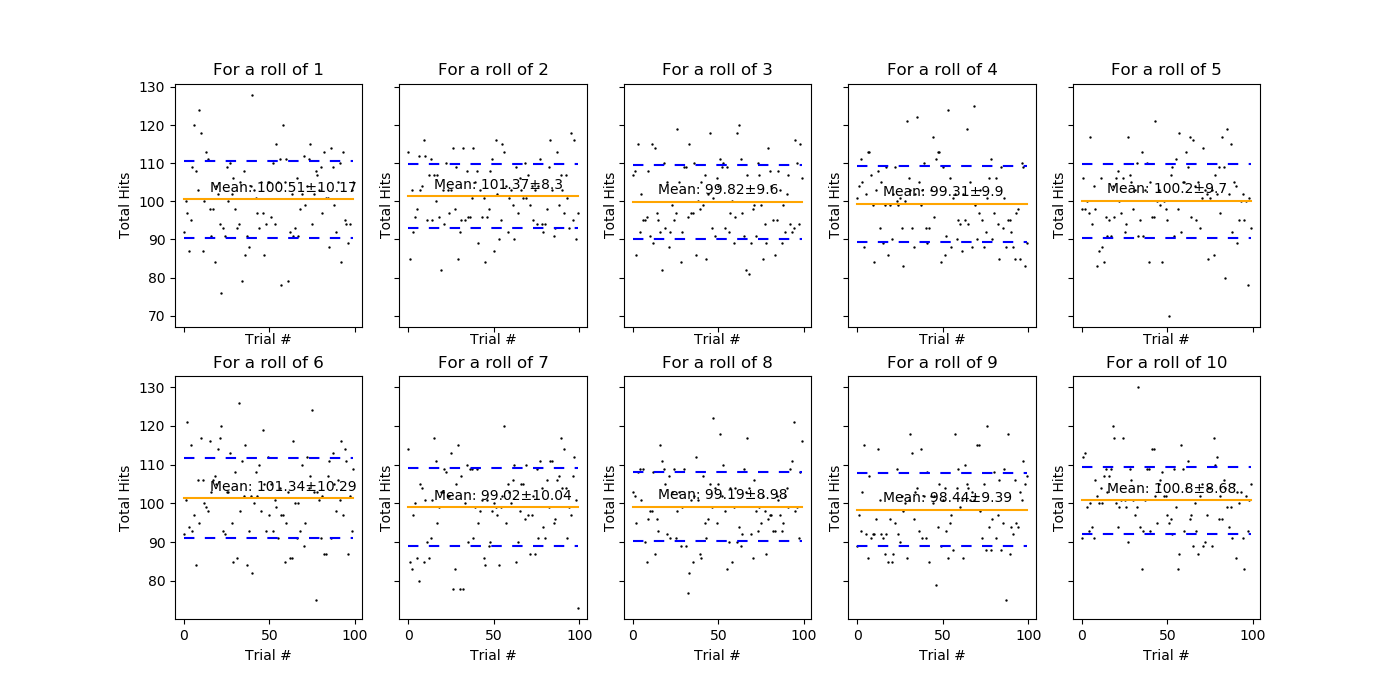 For a roll of 1
For a roll of 2
For a roll of 3
For a roll of 4
For a roll of 5
130
120
110
100
90
80
70
Total Hits
Total Hits
Total Hits
Total Hits
Total Hits
Mean: 100.51±10.17
Mean: 101.37±8.3
Mean: 99.82±9.6
Mean: 99.31±9.9
Mean: 100.2±9.7
Trial #
Trial #
Trial #
Trial #
Trial #
For a roll of 6
For a roll of 7
For a roll of 8
For a roll of 9
For a roll of 10
130
120
110
100
90
80
Total Hits
Total Hits
Total Hits
Total Hits
Total Hits
Mean: 101.34±10.29
Mean: 99.02±10.04
Mean: 99.19±8.98
Mean: 98.44±9.39
Mean: 100.8±8.68
0 50 100
0 50 100
0 50 100
0 50 100
0 50 100
Trial #
Trial #
Trial #
Trial #
Trial #